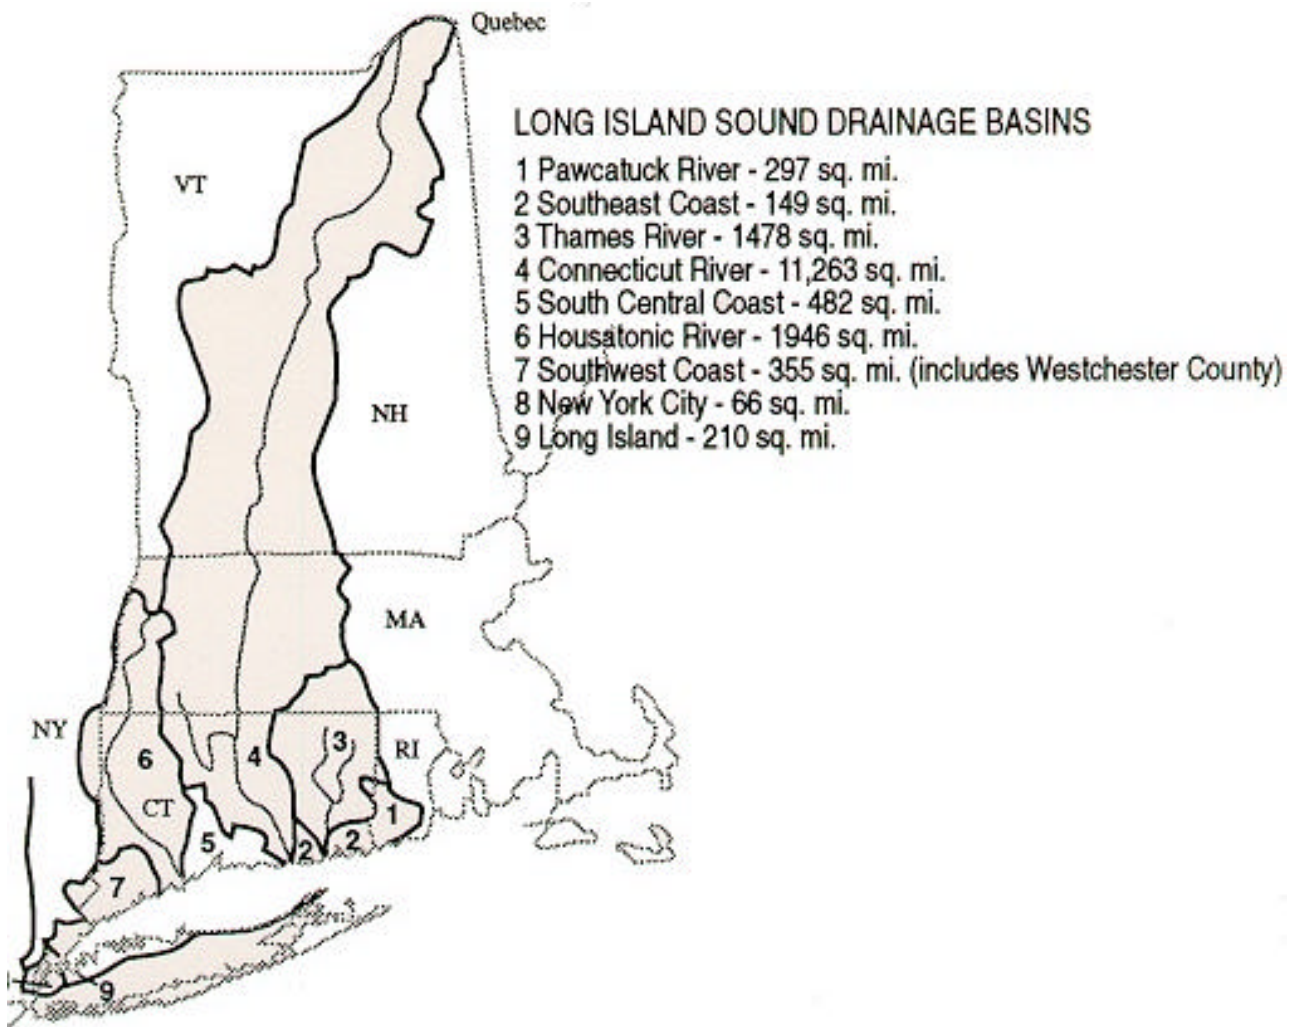 Quebec
LONG ISLAND SOUND DRAINAGE BASINS
1 Pawcatuck River - 297 sq. mi.
2 Southeast Coast - 149 sq. mi.
3 Thames River - 1478 sq. mi.
4 Connecticut River - 11,263 sq. mi.
5 South Central Coast - 482 sq. mi.
6 Housatonic River - 1946 sq. mi.
7 Southwest Coast - 355 sq. mi. (includes Westchester County)
8 New York City - 66 sq. mi.
9 Long Island - 210 sq. mi.
VT
NH
MA
NY
RI
6
4
3
CT
1
5
2
2
7
9